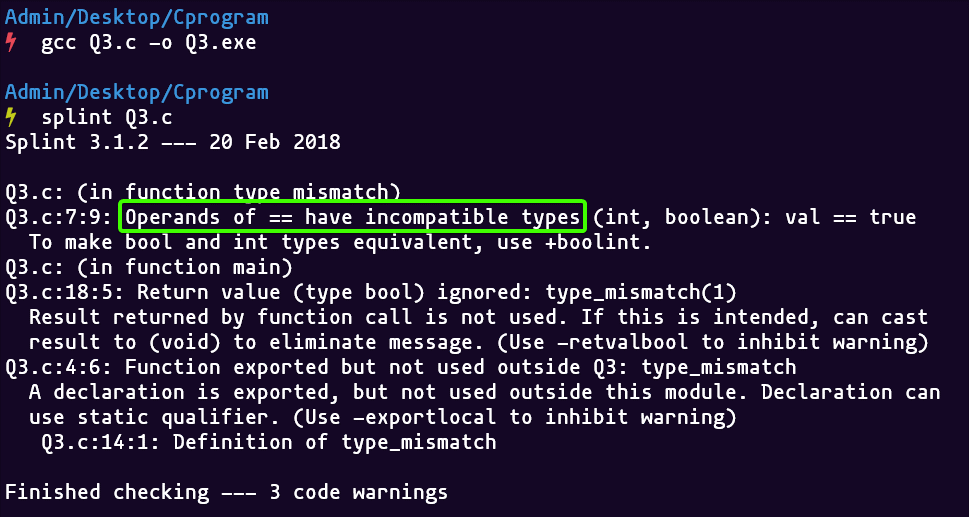 Admin/Desktop/Cprogram
gcc Q3.c -o Q3.exe
Admin/Desktop/Cprogram
splint Q3.c
Splint 3.1.2 --- 20 Feb 2018
Q3.c: (in function type_mismatch)
Q3.c:7:9: Operands of == have incompatible types (int, boolean): val == true
To make bool and int types equivalent, use +boolint.
Q3.c: (in function main)
Q3.c:18:5: Return value (type bool) ignored: type_mismatch(1)
Result returned by function call is not used. If this is intended, can cast
result to (void) to eliminate message. (Use -retvalbool to inhibit warning)
Q3.c:4:6: Function exported but not used outside Q3: type_mismatch
A declaration is exported, but not used outside this module. Declaration can
use static qualifier. (Use -exportlocal to inhibit warning)
Q3.c:14:1: Definition of type_mismatch
Finished checking --- 3 code warnings